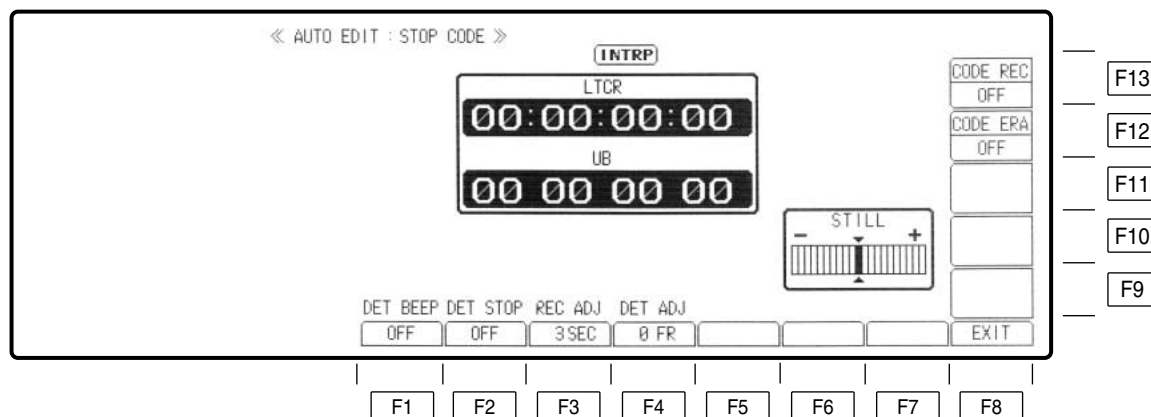 ≪ AUTO EDIT : STOP CODE ≫
INTRP
LTCR
00:00:00:00
UB
00 00 00 00
STILL
- +
CODE REC
OFF
CODE ERA
OFF
F13
F12
F11
F10
F9
DET BEEP DET STOP REC ADJ DET ADJ
OFF OFF 3SEC 0 FR EXIT
F1 F2 F3 F4 F5 F6 F7 F8